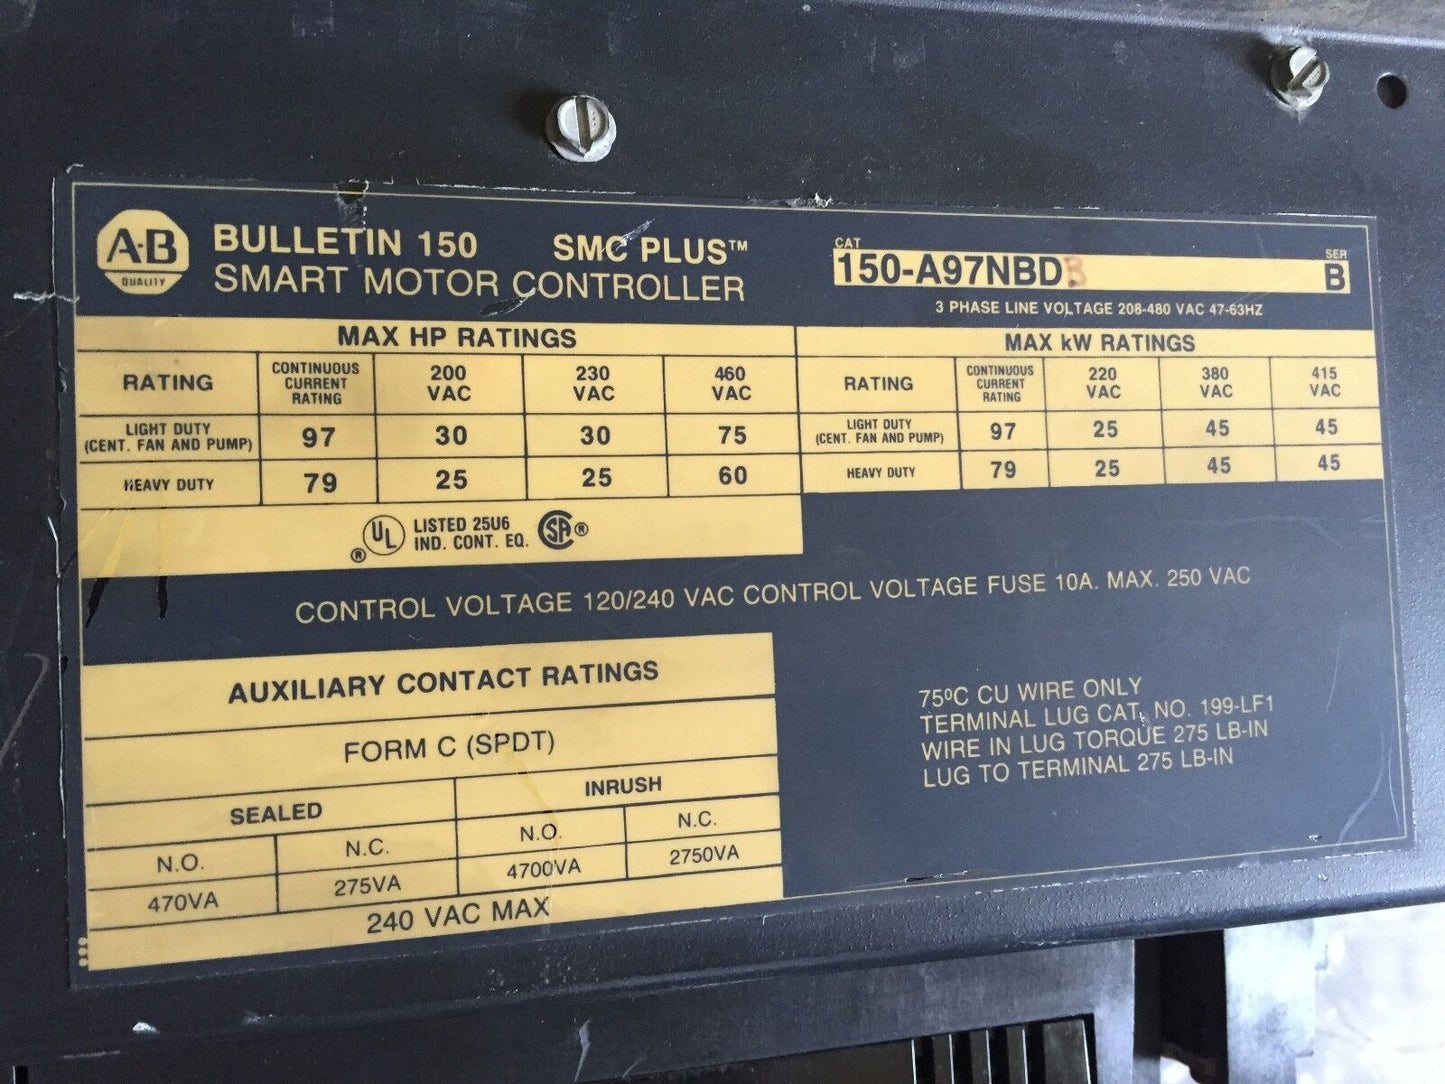 A-B
QUALITY
BULLETIN 150 SMC PLUS™
SMART MOTOR CONTROLLER
CAT
150-A97NBDB
SER
B
3 PHASE LINE VOLTAGE 208-480 VAC 47-63HZ
MAX HP RATINGS
RATING CONTINUOUS CURRENT RATING 200 VAC 230 VAC 460 VAC
LIGHT DUTY (CENT. FAN AND PUMP) 97 30 30 75
HEAVY DUTY 79 25 25 60
MAX kW RATINGS
RATING CONTINUOUS CURRENT RATING 220 VAC 380 VAC 415 VAC
LIGHT DUTY (CENT. FAN AND PUMP) 97 25 45 45
HEAVY DUTY 79 25 45 45
® UL LISTED 25U6 SA ®
IND. CONT. EQ.
CONTROL VOLTAGE 120/240 VAC CONTROL VOLTAGE FUSE 10A. MAX. 250 VAC
AUXILIARY CONTACT RATINGS
FORM C (SPDT)
SEALED INRUSH
N.O. N.C. N.O. N.C.
470VA 275VA 4700VA 2750VA
240 VAC MAX
75ºC CU WIRE ONLY
TERMINAL LUG CAT. NO. 199-LF1
WIRE IN LUG TORQUE 275 LB-IN
LUG TO TERMINAL 275 LB-IN